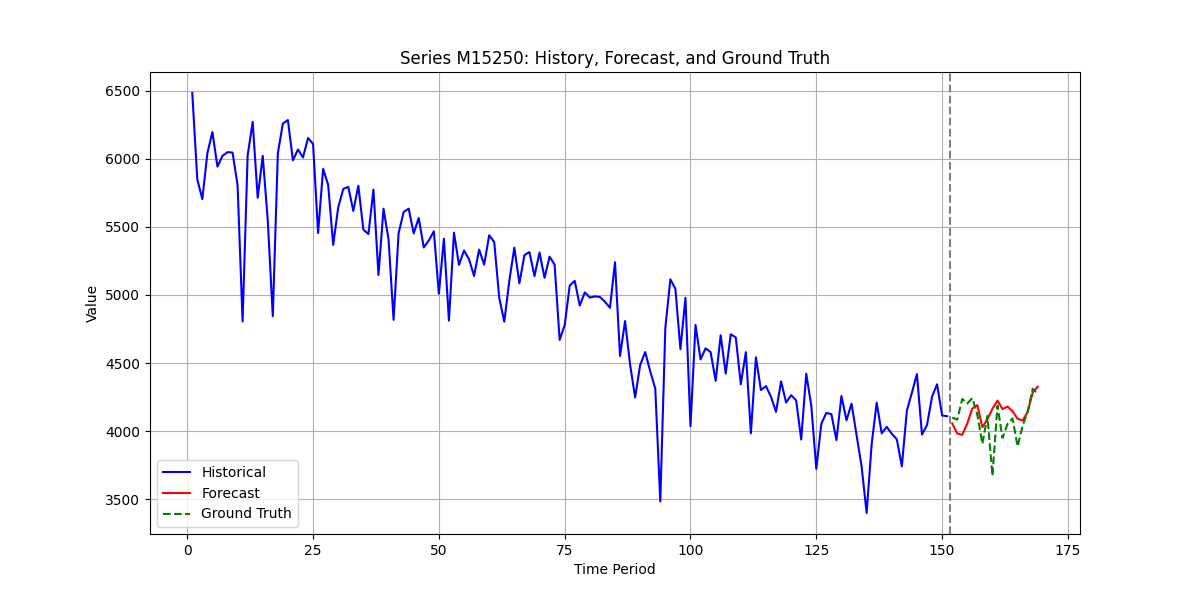 Series M15250: History, Forecast, and Ground Truth
6500
6000
5500
5000
4500
4000
3500
Value
Historical
Forecast
Ground Truth
0 25 50 75 100 125 150 175
Time Period